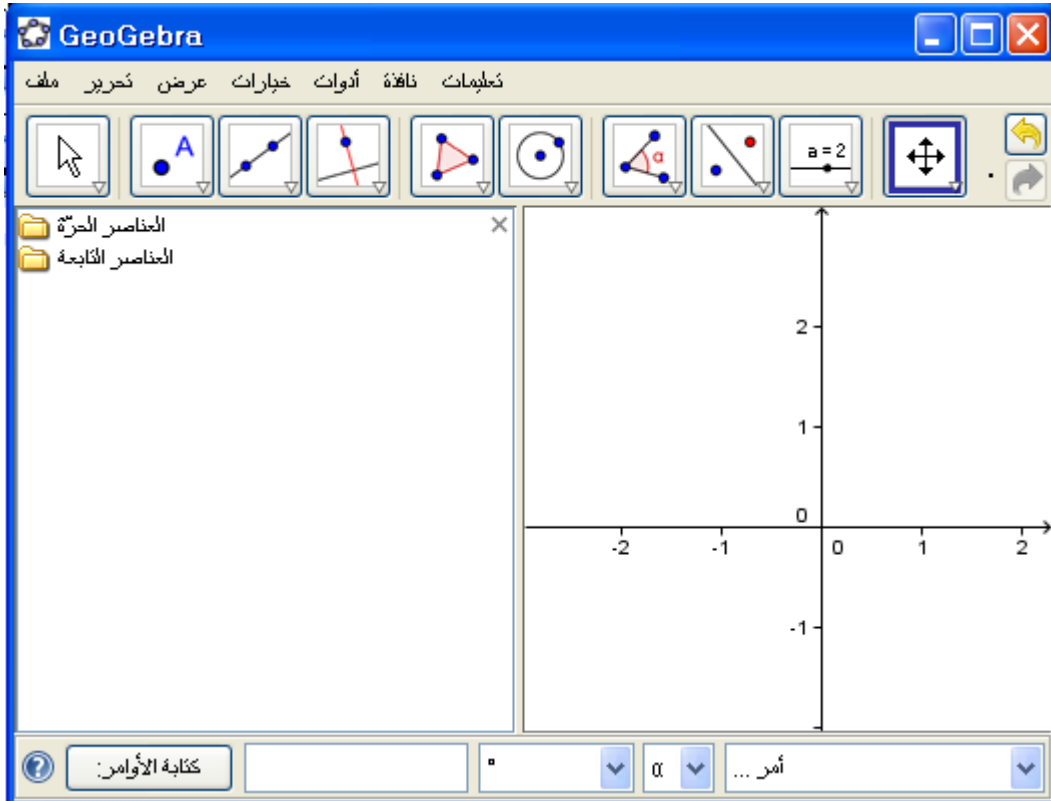 GeoGebra
ملف تحرير عرض خيارات أدوات نافذة تعليمات
A α a = 2
العناصر الحرّة
العناصر التابعة
2
1
0
-2 -1 0 1 2
-1
كتابة الأوامر: ° α أمر ...